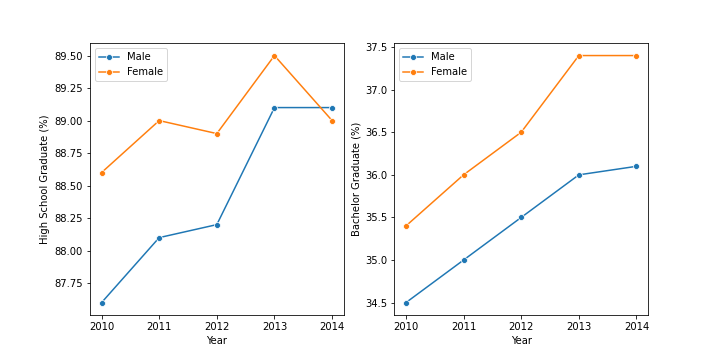 Male
Female
High School Graduate (%)
89.50
89.25
89.00
88.75
88.50
88.25
88.00
87.75
2010 2011 2012 2013 2014
Year
Male
Female
Bachelor Graduate (%)
37.5
37.0
36.5
36.0
35.5
35.0
34.5
2010 2011 2012 2013 2014
Year